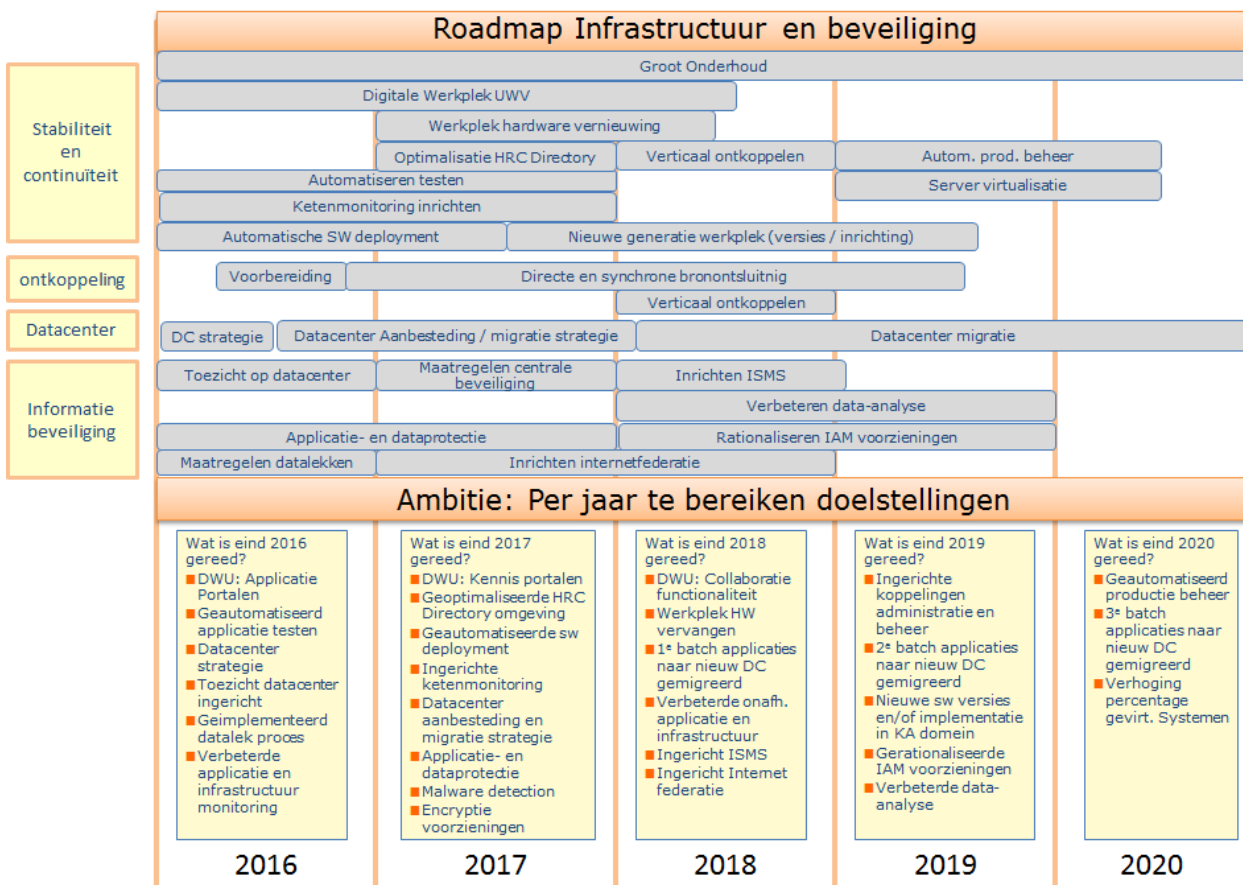 Roadmap Infrastructuur en beveiliging
Groot Onderhoud
Stabiliteit
en
continuïteit
Digitale Werkplek UWV
Werkplek hardware vernieuwing
Optimalisatie HRC Directory
Verticaal ontkoppelen
Autom. prod. beheer
Automatiseren testen
Server virtualisatie
Ketenmonitoring inrichten
Automatische SW deployment
Nieuwe generatie werkplek (versies / inrichting)
ontkoppeling
Voorbereiding
Directe en synchrone bronontsluitnig
Verticaal ontkoppelen
Datacenter
DC strategie
Datacenter Aanbesteding / migratie strategie
Datacenter migratie
Informatie
beveiliging
Toezicht op datacenter
Maatregelen centrale
beveiliging
Inrichten ISMS
Verbeteren data-analyse
Applicatie- en dataprotectie
Rationaliseren IAM voorzieningen
Maatregelen datalekken
Inrichten internetfederatie
Ambitie: Per jaar te bereiken doelstellingen
Wat is eind 2016
gereed?
DWU: Applicatie
Portalen
Geautomatiseerd
applicatie testen
Datacenter
strategie
Toezicht datacenter
ingericht
Geimplementeerd
datalek proces
Verbeterde
applicatie en
infrastructuur
monitoring
2016
Wat is eind 2017
gereed?
DWU: Kennis portalen
Geoptimaliseerde HRC
Directory omgeving
Geautomatiseerde sw
deployment
Ingerichte
ketenmonitoring
Datacenter
aanbesteding en
migratie strategie
Applicatie- en
dataprotectie
Malware detection
Encryptie
voorzieningen
2017
Wat is eind 2018
gereed?
DWU: Collaboratie
functionaliteit
Werkplek HW
vervangen
1e batch applicaties
naar nieuw DC
gemigreerd
Verbeterde onafh.
applicatie en
infrastructuur
Ingericht ISMS
Ingericht Internet
federatie
2018
Wat is eind 2019
gereed?
Ingerichte
koppelingen
administratie en
beheer
2e batch applicaties
naar nieuw DC
gemigreerd
Nieuwe sw versies
en/of implementatie
in KA domein
Gerationaliseerde
IAM voorzieningen
Verbeterde data-
analyse
2019
Wat is eind 2020
gereed?
Geautomatiseerd
productie beheer
3e batch
applicaties naar
nieuw DC
gemigreerd
Verhoging
percentage
gevirt. Systemen
2020